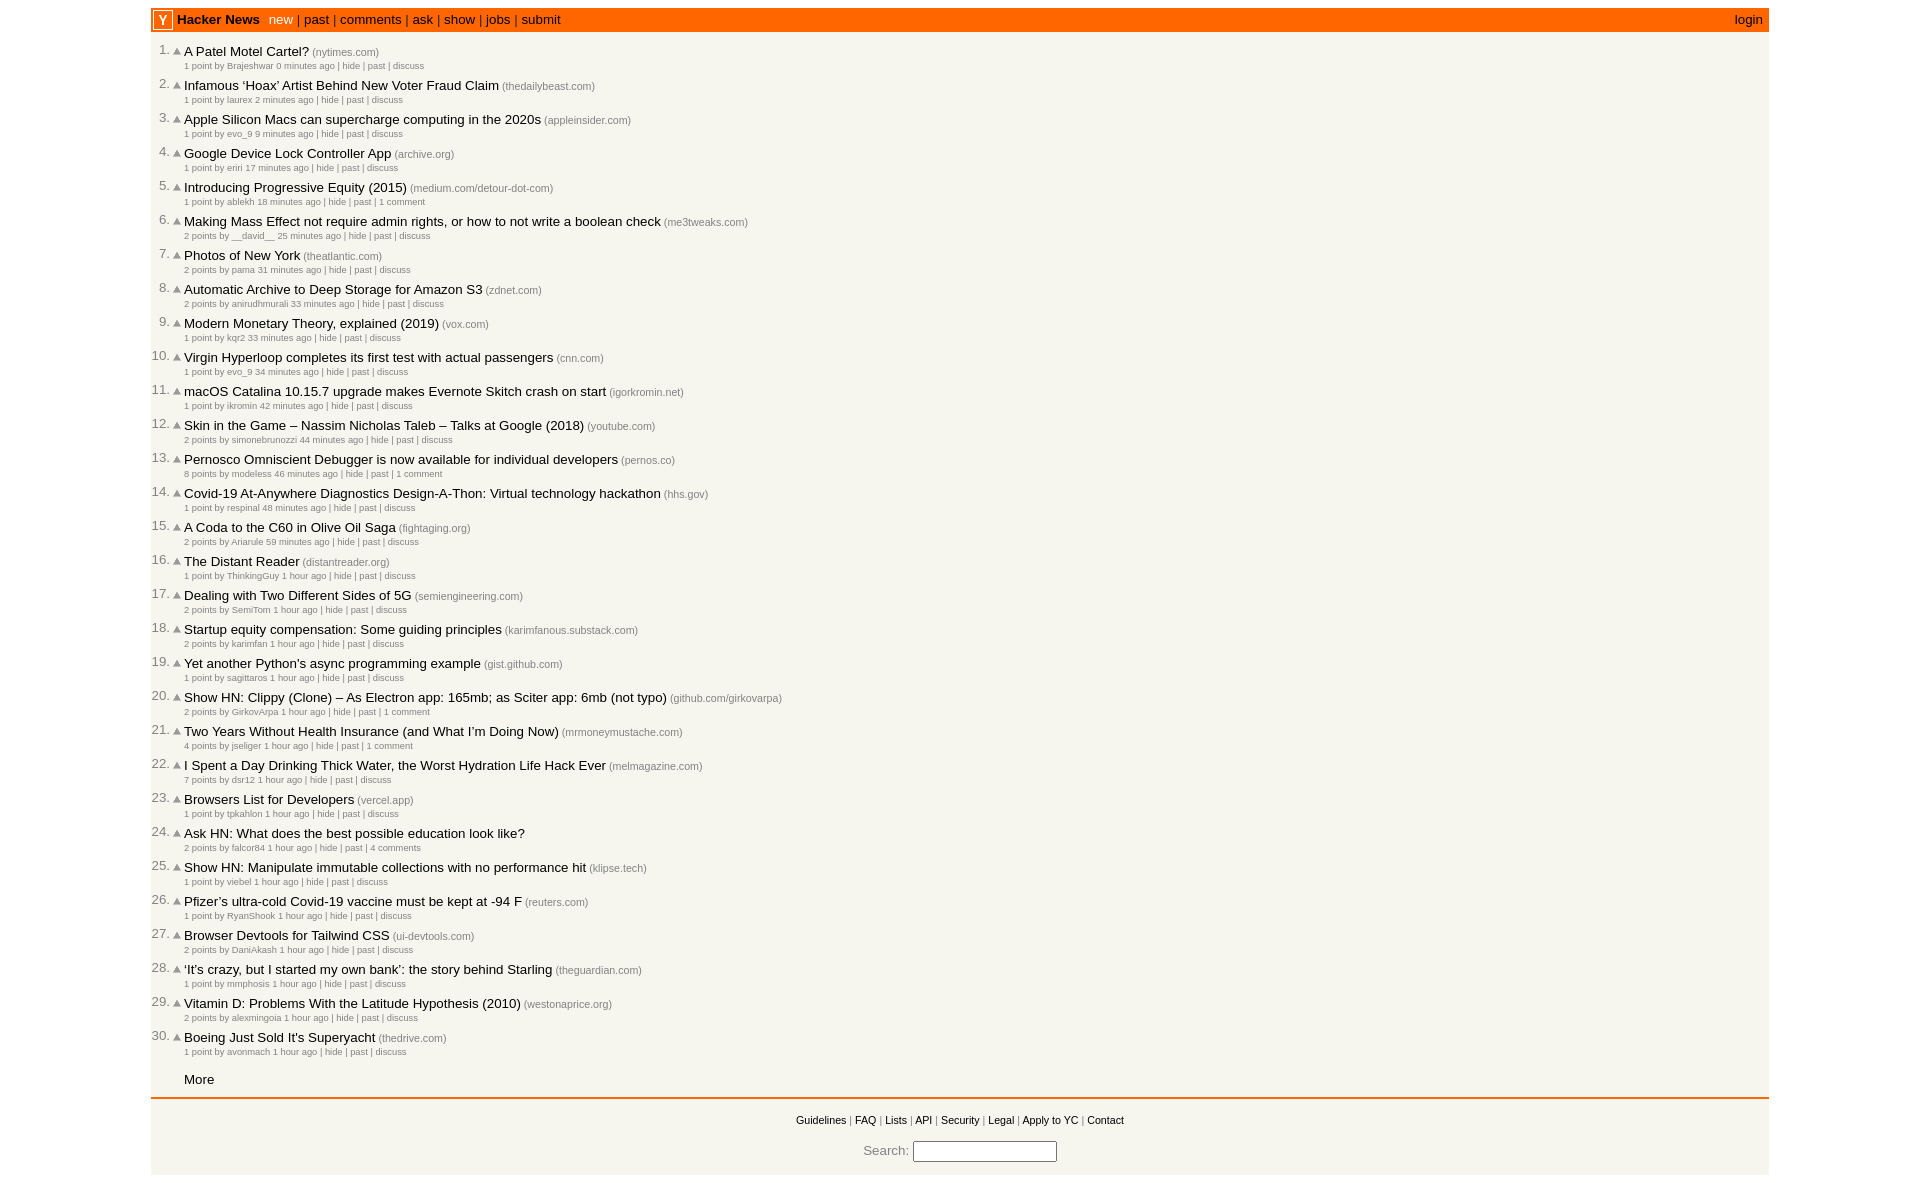 Y Hacker News new | past | comments | ask | show | jobs | submit login
1. A Patel Motel Cartel? (nytimes.com)
1 point by Brajeshwar 0 minutes ago | hide | past | discuss
2. Infamous ‘Hoax’ Artist Behind New Voter Fraud Claim (thedailybeast.com)
1 point by laurex 2 minutes ago | hide | past | discuss
3. Apple Silicon Macs can supercharge computing in the 2020s (appleinsider.com)
1 point by evo_9 9 minutes ago | hide | past | discuss
4. Google Device Lock Controller App (archive.org)
1 point by eriri 17 minutes ago | hide | past | discuss
5. Introducing Progressive Equity (2015) (medium.com/detour-dot-com)
1 point by ablekh 18 minutes ago | hide | past | 1 comment
6. Making Mass Effect not require admin rights, or how to not write a boolean check (me3tweaks.com)
2 points by __david__ 25 minutes ago | hide | past | discuss
7. Photos of New York (theatlantic.com)
2 points by pama 31 minutes ago | hide | past | discuss
8. Automatic Archive to Deep Storage for Amazon S3 (zdnet.com)
2 points by anirudhmurali 33 minutes ago | hide | past | discuss
9. Modern Monetary Theory, explained (2019) (vox.com)
1 point by kqr2 33 minutes ago | hide | past | discuss
10. Virgin Hyperloop completes its first test with actual passengers (cnn.com)
1 point by evo_9 34 minutes ago | hide | past | discuss
11. macOS Catalina 10.15.7 upgrade makes Evernote Skitch crash on start (igorkromin.net)
1 point by ikromin 42 minutes ago | hide | past | discuss
12. Skin in the Game – Nassim Nicholas Taleb – Talks at Google (2018) (youtube.com)
2 points by simonebrunozzi 44 minutes ago | hide | past | discuss
13. Pernosco Omniscient Debugger is now available for individual developers (pernos.co)
8 points by modeless 46 minutes ago | hide | past | 1 comment
14. Covid-19 At-Anywhere Diagnostics Design-A-Thon: Virtual technology hackathon (hhs.gov)
1 point by respinal 48 minutes ago | hide | past | discuss
15. A Coda to the C60 in Olive Oil Saga (fightaging.org)
2 points by Ariarule 59 minutes ago | hide | past | discuss
16. The Distant Reader (distantreader.org)
1 point by ThinkingGuy 1 hour ago | hide | past | discuss
17. Dealing with Two Different Sides of 5G (semiengineering.com)
2 points by SemiTom 1 hour ago | hide | past | discuss
18. Startup equity compensation: Some guiding principles (karimfanous.substack.com)
2 points by karimfan 1 hour ago | hide | past | discuss
19. Yet another Python's async programming example (gist.github.com)
1 point by sagittaros 1 hour ago | hide | past | discuss
20. Show HN: Clippy (Clone) – As Electron app: 165mb; as Sciter app: 6mb (not typo) (github.com/girkovarpa)
2 points by GirkovArpa 1 hour ago | hide | past | 1 comment
21. Two Years Without Health Insurance (and What I’m Doing Now) (mrmoneymustache.com)
4 points by jseliger 1 hour ago | hide | past | 1 comment
22. I Spent a Day Drinking Thick Water, the Worst Hydration Life Hack Ever (melmagazine.com)
7 points by dsr12 1 hour ago | hide | past | discuss
23. Browsers List for Developers (vercel.app)
1 point by tpkahlon 1 hour ago | hide | past | discuss
24. Ask HN: What does the best possible education look like?
2 points by falcor84 1 hour ago | hide | past | 4 comments
25. Show HN: Manipulate immutable collections with no performance hit (klipse.tech)
1 point by viebel 1 hour ago | hide | past | discuss
26. Pfizer’s ultra-cold Covid-19 vaccine must be kept at -94 F (reuters.com)
1 point by RyanShook 1 hour ago | hide | past | discuss
27. Browser Devtools for Tailwind CSS (ui-devtools.com)
2 points by DaniAkash 1 hour ago | hide | past | discuss
28. ‘It’s crazy, but I started my own bank’: the story behind Starling (theguardian.com)
1 point by mmphosis 1 hour ago | hide | past | discuss
29. Vitamin D: Problems With the Latitude Hypothesis (2010) (westonaprice.org)
2 points by alexmingoia 1 hour ago | hide | past | discuss
30. Boeing Just Sold It's Superyacht (thedrive.com)
1 point by avonmach 1 hour ago | hide | past | discuss
More
Guidelines | FAQ | Lists | API | Security | Legal | Apply to YC | Contact
Search: